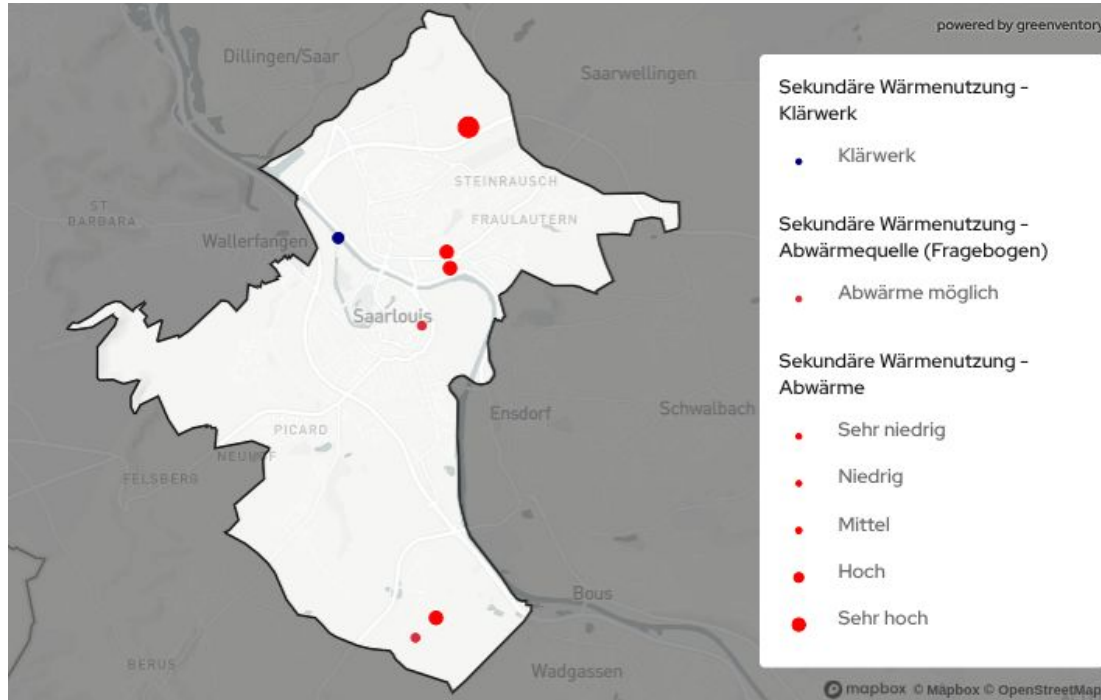 powered by greenventory
Dillingen/Saar
Saarwellingen
STEINRAUSCH
ST
BARBARA
FRAULAUTERN
Wallerfangen
Saarlouis
Ensdorf
Schwalbach
PICARD
FELSBERG
Bous
BERUS
Wadgassen
Sekundäre Wärmenutzung -
Klärwerk
Klärwerk
Sekundäre Wärmenutzung -
Abwärmequelle (Fragebogen)
Abwärme möglich
Sekundäre Wärmenutzung -
Abwärme
Sehr niedrig
Niedrig
Mittel
Hoch
Sehr hoch
mapbox © Mapbox © OpenStreetMap